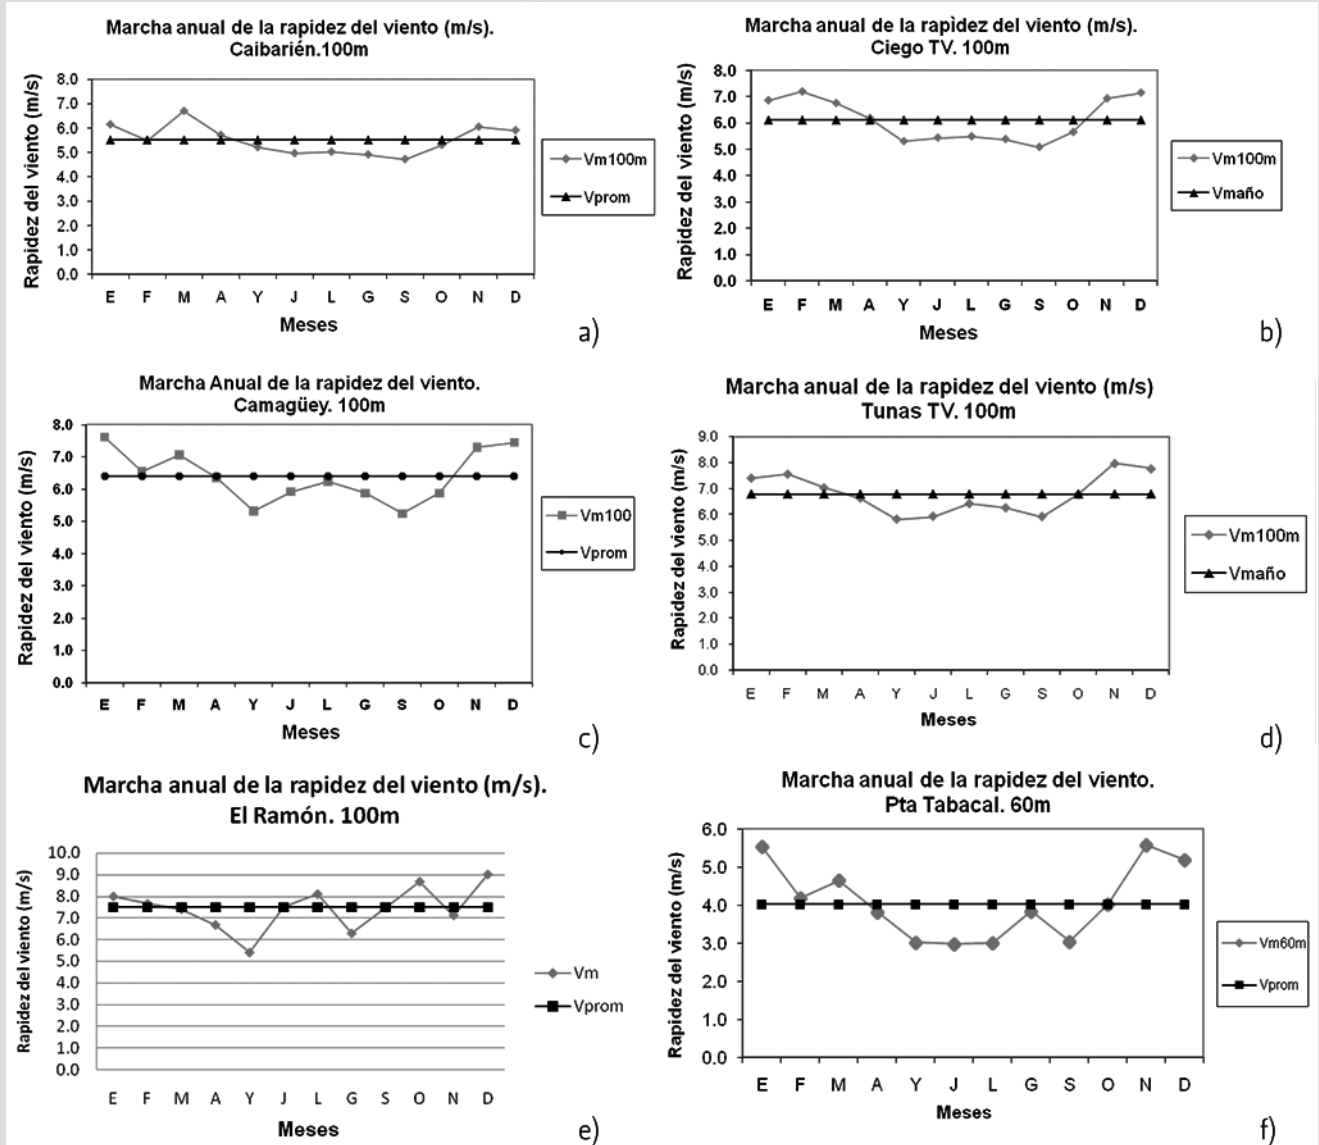 Marcha anual de la rapidez del viento (m/s).
Caibarién.100m
Rapidez del viento (m/s)
8.0
7.0
6.0
5.0
4.0
3.0
2.0
1.0
0.0
E F M A Y J L G S O N D
Meses
Vm100m
Vprom
a)
Marcha anual de la rapìdez del viento (m/s).
Ciego TV. 100m
Rapidez del viento (m/s)
8.0
7.0
6.0
5.0
4.0
3.0
2.0
1.0
0.0
E F M A Y J L G S O N D
Meses
Vm100m
Vmaño
b)
Marcha Anual de la rapidez del viento.
Camagüey. 100m
Rapidez del viento (m/s)
8.0
7.0
6.0
5.0
4.0
3.0
2.0
1.0
0.0
E F M A Y J L G S O N D
Meses
Vm100
Vprom
c)
Marcha anual de la rapidez del viento (m/s)
Tunas TV. 100m
Rapidez del viento (m/s)
9.0
8.0
7.0
6.0
5.0
4.0
3.0
2.0
1.0
0.0
E F M A Y J L G S O N D
Meses
Vm100m
Vmaño
d)
Marcha anual de la rapidez del viento (m/s).
El Ramón. 100m
Rapidez del viento (m/s)
10.0
9.0
8.0
7.0
6.0
5.0
4.0
3.0
2.0
1.0
0.0
E F M A Y J L G S O N D
Meses
Vm
Vprom
e)
Marcha anual de la rapidez del viento.
Pta Tabacal. 60m
Rapidez del viento (m/s)
6.0
5.0
4.0
3.0
2.0
1.0
0.0
E F M A Y J L G S O N D
Meses
Vm60m
Vprom
f)